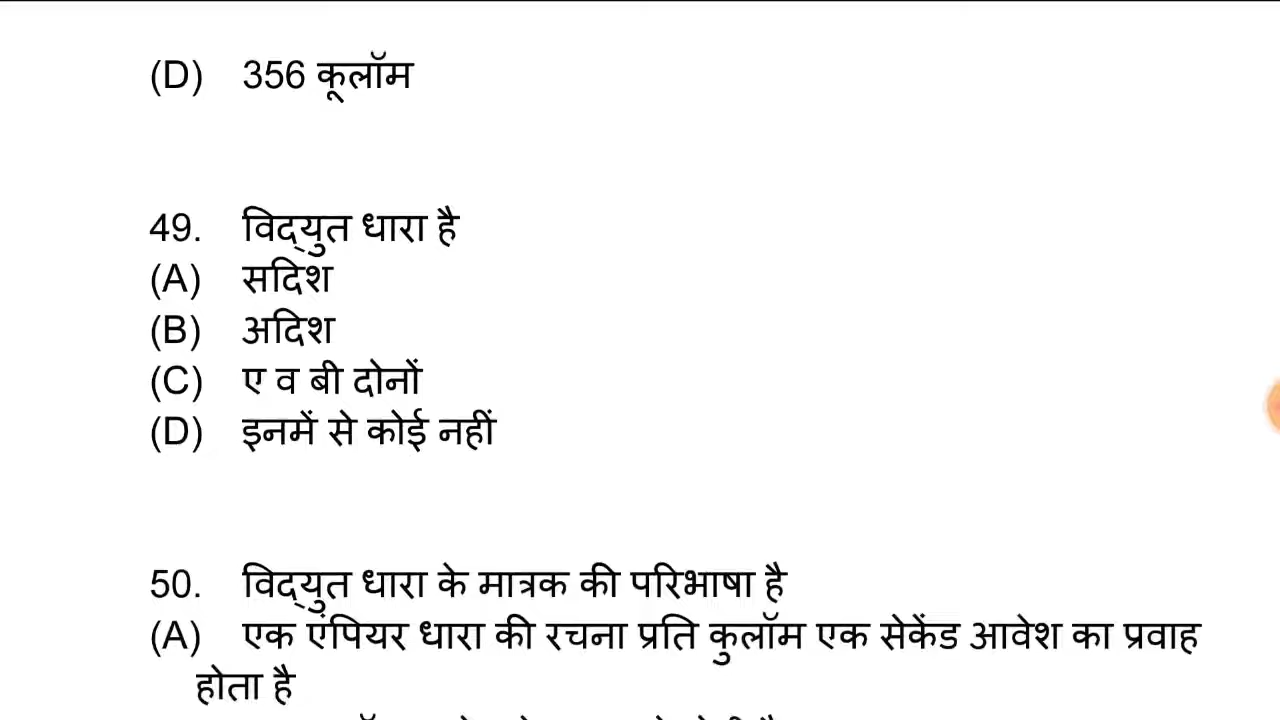 (D) 356 कूलॉम
49. विद्युत धारा है
(A) सदिश
(B) अदिश
(C) ए व बी दोनों
(D) इनमें से कोई नहीं
50. विद्युत धारा के मात्रक की परिभाषा है
(A) एक एंपियर धारा की रचना प्रति कुलॉम एक सेकेंड आवेश का प्रवाह
होता है